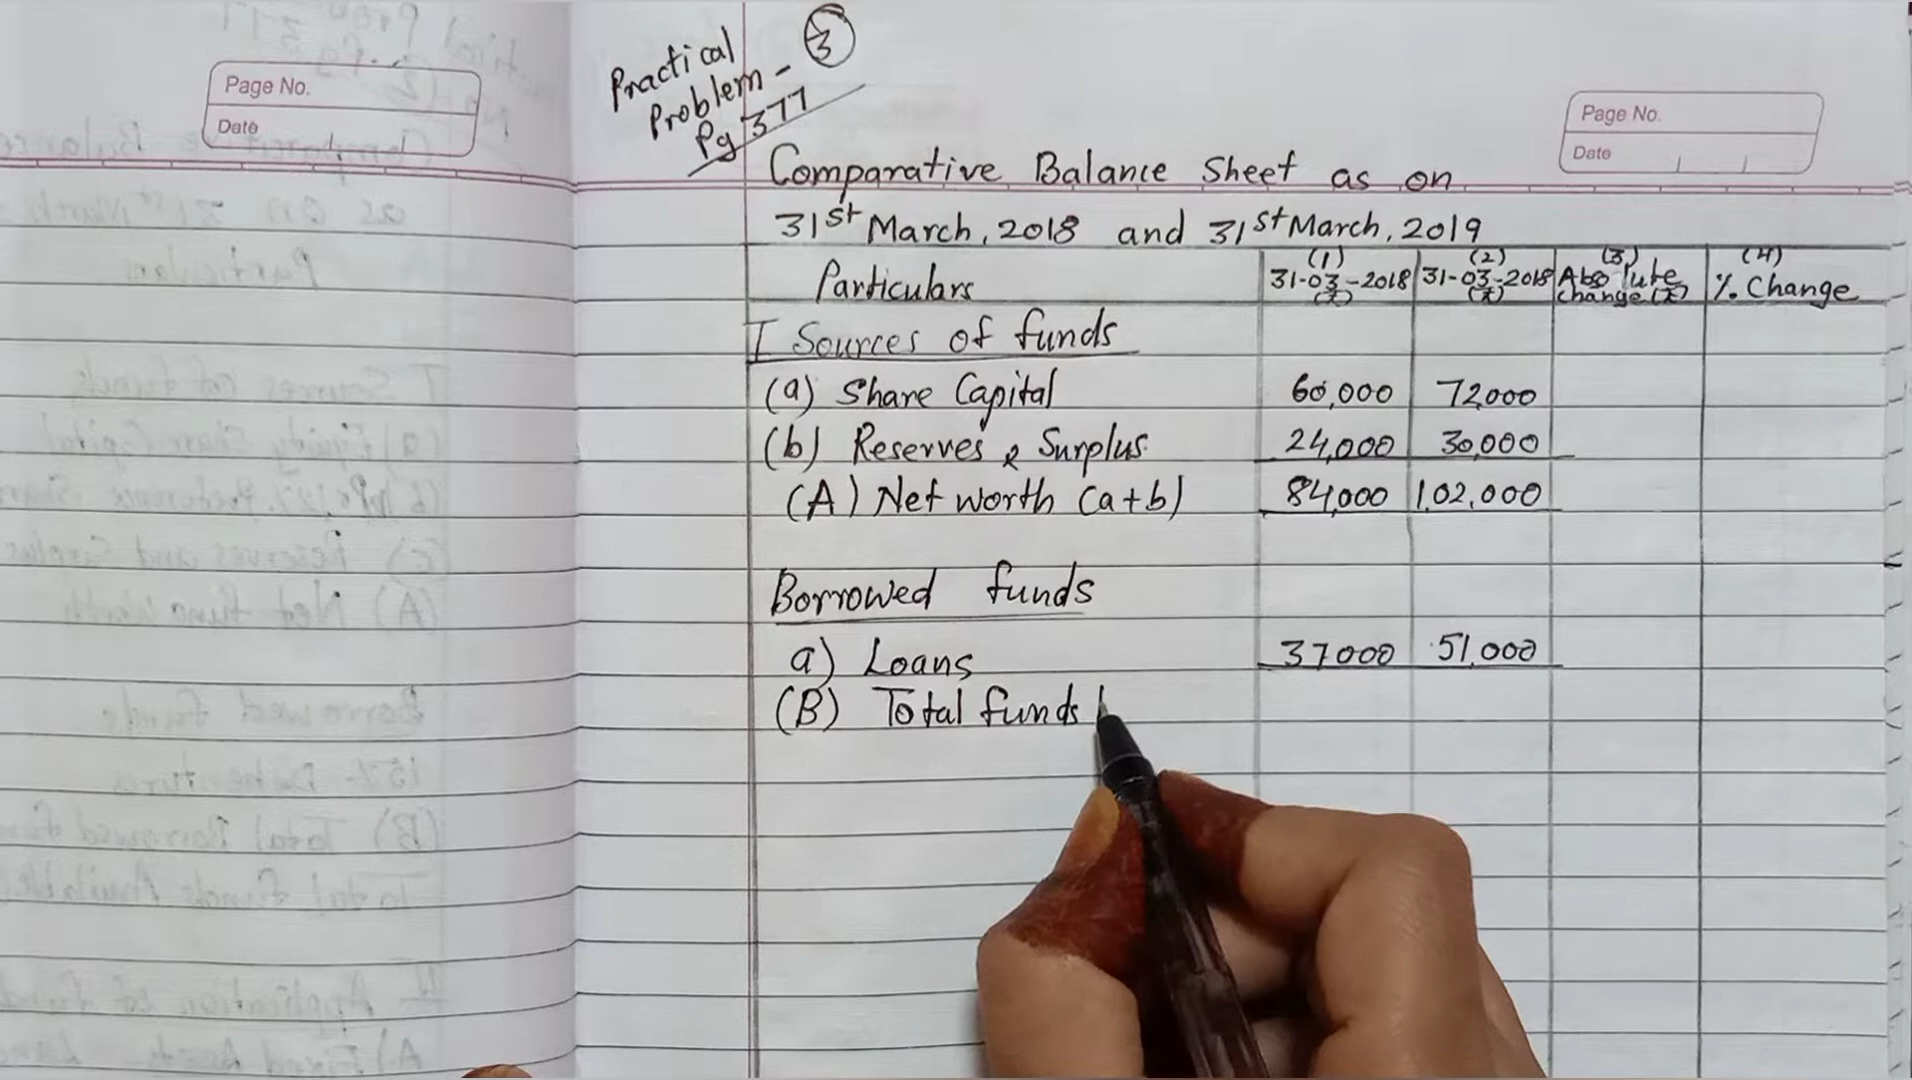 Page No.
Date
Practical
Problem - 3
Pg 377
Page No.
Date
Comparative Balance Sheet as on
31st March, 2018 and 31st March, 2019
Particulars (1) 31-03-2018 (₹) (2) 31-03-2018 (₹) (3) Absolute Change (₹) (4) % Change
I Sources of funds
(a) Share Capital 60,000 72,000
(b) Reserves & Surplus 24,000 30,000
(A) Net worth (a+b) 84,000 1,02,000
Borrowed funds
a) Loans 37000 51,000
(B) Total funds